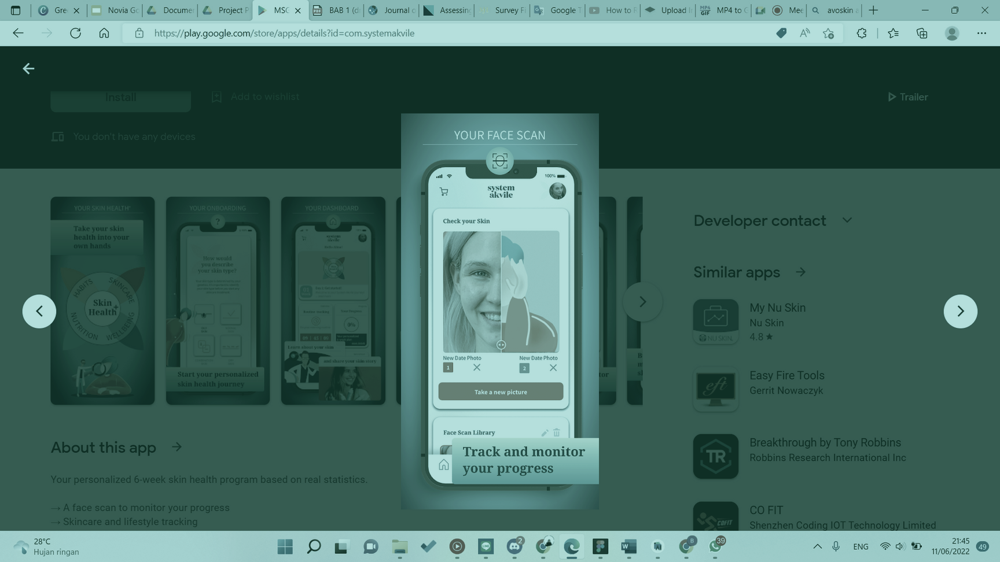 Gre
Novia Go
Docume
Project P
MSG
BAB 1 (d
Journal o
Assessing
Survey F
Google T
How to R
Upload I
MP4 to G
Mee
avoskin a
https://play.google.com/store/apps/details?id=com.systemakvile
Install
Add to wishlist
Trailer
You don't have any devices
YOUR SKIN HEALTH
Take your skin
health into your
own hands
HABITS
SKINCARE
Skin
Health
NUTRITION
WELLBEING
YOUR ONBOARDING
?
How would
you describe
your skin type?
Start your personalized
skin health journey
YOUR DASHBOARD
system
akvile
0%
Learn about your skin
and share your skin story
YOUR FACE SCAN
100%
system
akvile
Check your Skin
New Date Photo
New Date Photo
1
2
Take a new picture
Face Scan Library
Track and monitor
your progress
Developer contact
Similar apps
My Nu Skin
Nu Skin
4.8
NU SKIN
Easy Fire Tools
Gerrit Nowaczyk
eft
Breakthrough by Tony Robbins
Robbins Research International Inc
TR
CO FIT
Shenzhen Coding IOT Technology Limited
COFIT
About this app
Your personalized 6-week skin health program based on real statistics.
→ A face scan to monitor your progress
→ Skincare and lifestyle tracking
28°C
Hujan ringan
LINE
2
B
39
ENG
21:45
11/06/2022
49